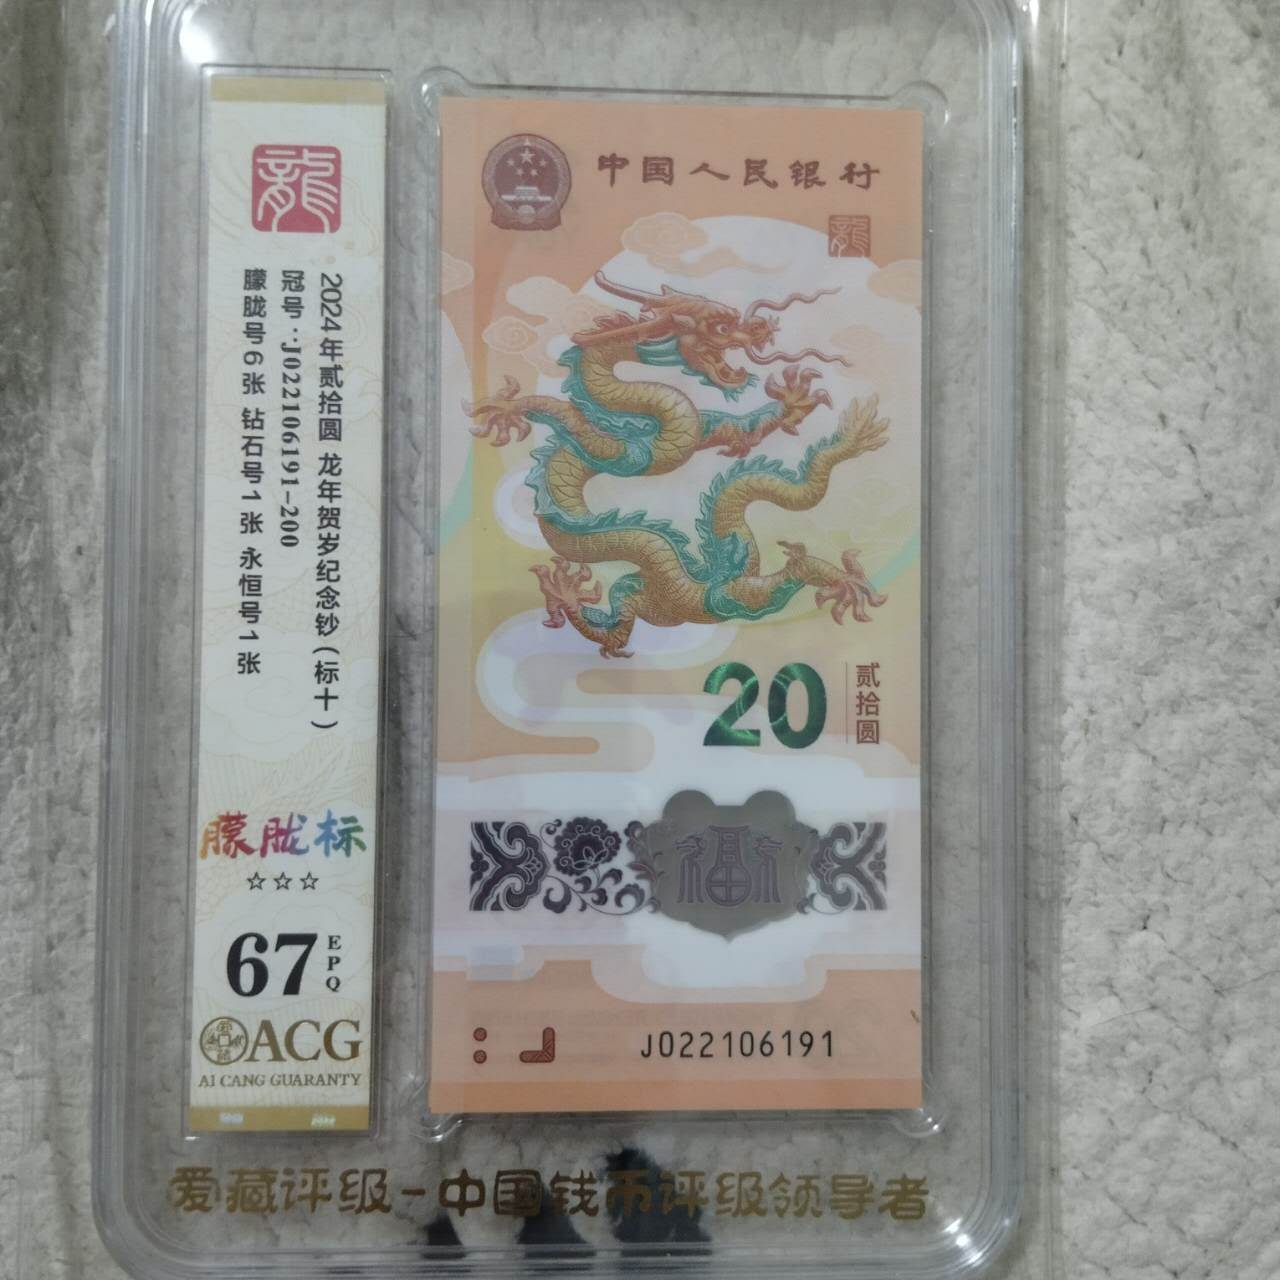 龍
2024年贰拾圆 龙年贺岁纪念钞(标十)
冠号:J022106191-200
朦胧号6张 钻石号1张 永恒号1张
朦胧标
☆☆☆
67 EPQ
ACG
AI CANG GUARANTY
中国人民银行
龍
20 贰拾圆
福
J022106191
爱藏评级-中国钱币评级领导者